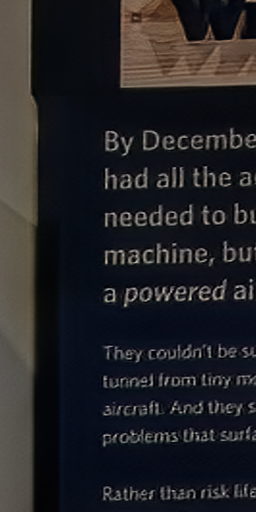 By Decembe
had all the a
needed to bu
machine, but
a powered ai
They couldn't be su
tunnel from tiny mo
aircraft. And they s
problems that surfa
Rather than risk life